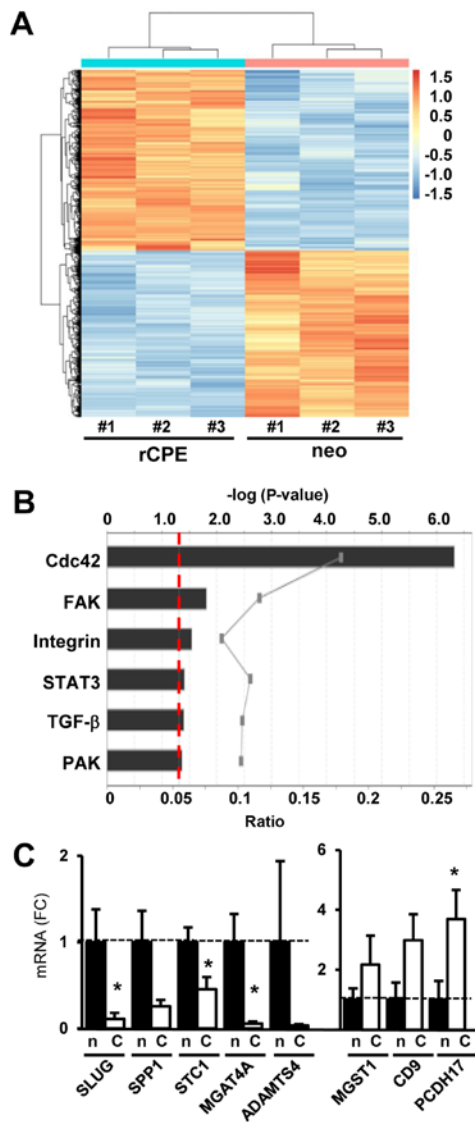 A
1.5
1.0
0.5
0
-0.5
-1.0
-1.5
#1 #2 #3 #1 #2 #3
rCPE neo
B
-log (P-value)
0.0 1.0 2.0 3.0 4.0 5.0 6.0
Cdc42
FAK
Integrin
STAT3
TGF-β
PAK
0 0.05 0.1 0.15 0.2 0.25
Ratio
C
mRNA (FC)
2
1
0
* * *
n C n C n C n C n C
SLUG SPP1 STC1 MGAT4A ADAMTS4
6
4
2
*
n C n C n C
MGST1 CD9 PCDH17